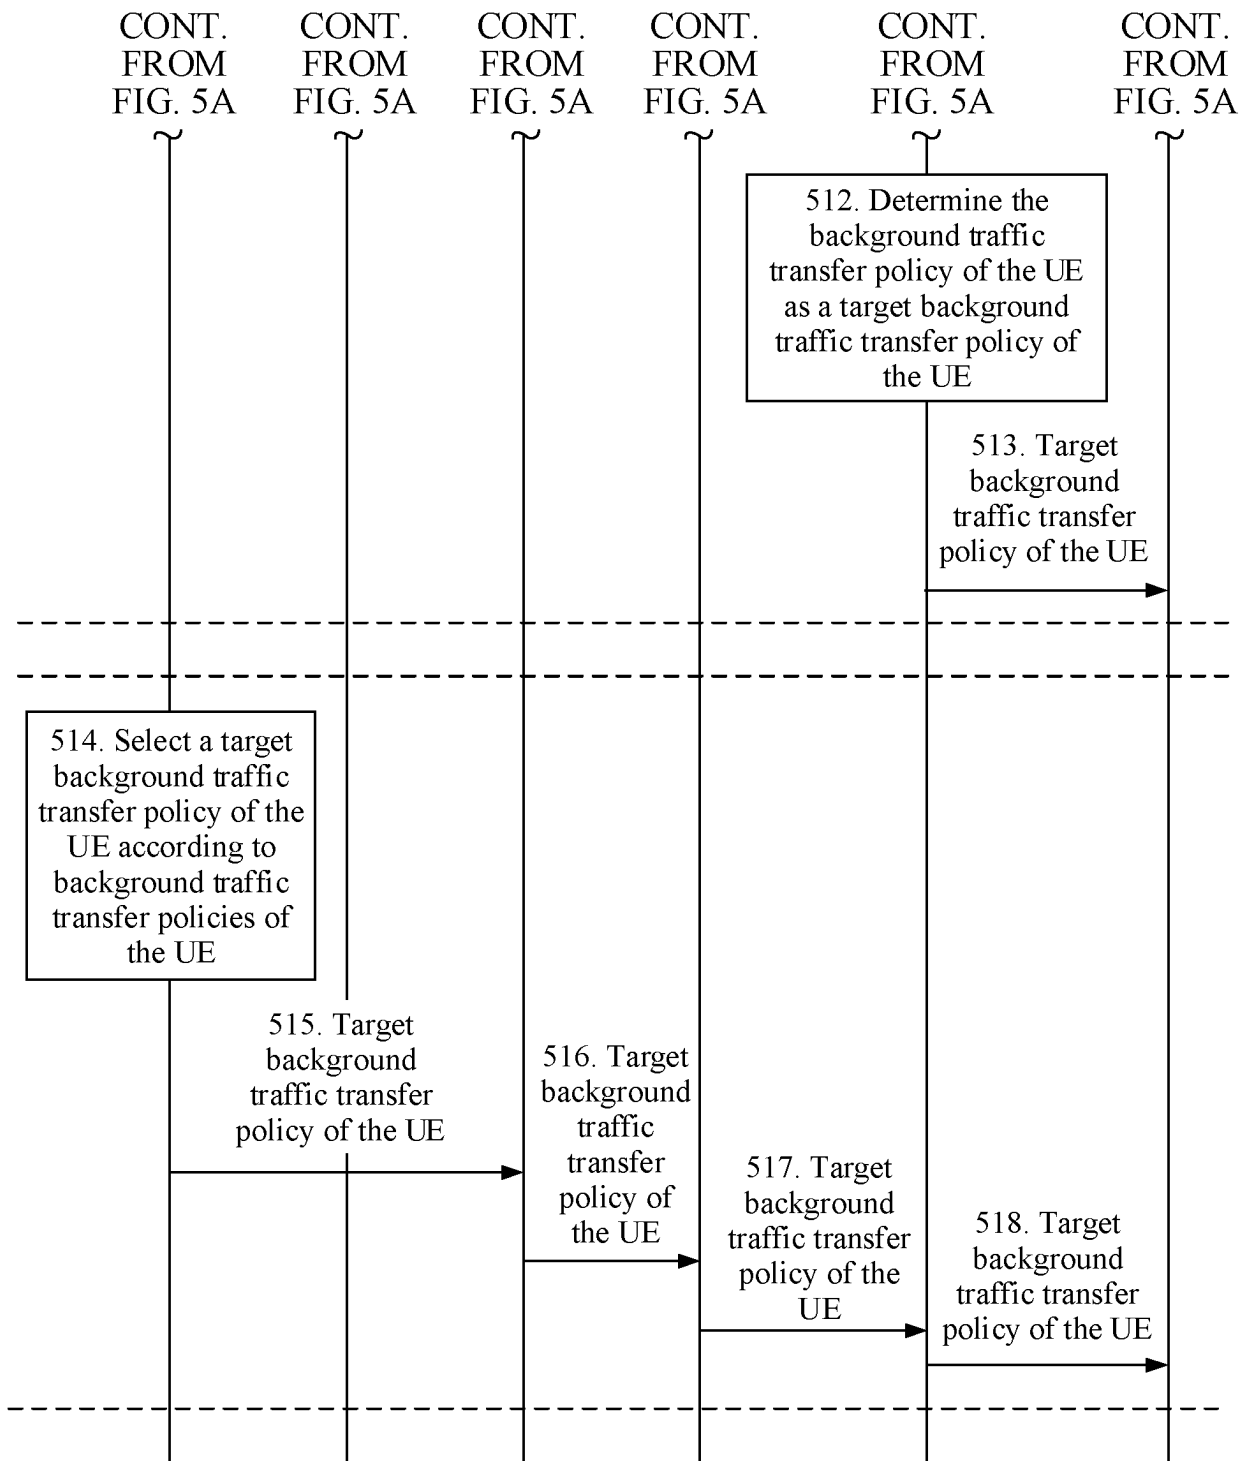 CONT.
FROM
FIG. 5A
CONT.
FROM
FIG. 5A
CONT.
FROM
FIG. 5A
CONT.
FROM
FIG. 5A
CONT.
FROM
FIG. 5A
CONT.
FROM
FIG. 5A
512. Determine the
background traffic
transfer policy of the UE
as a target background
traffic transfer policy of
the UE
513. Target
background
traffic transfer
policy of the UE
514. Select a target
background traffic
transfer policy of the
UE according to
background traffic
transfer policies of
the UE
515. Target
background
traffic transfer
policy of the UE
516. Target
background
traffic
transfer
policy of
the UE
517. Target
background
traffic transfer
policy of the
UE
518. Target
background
traffic transfer
policy of the UE